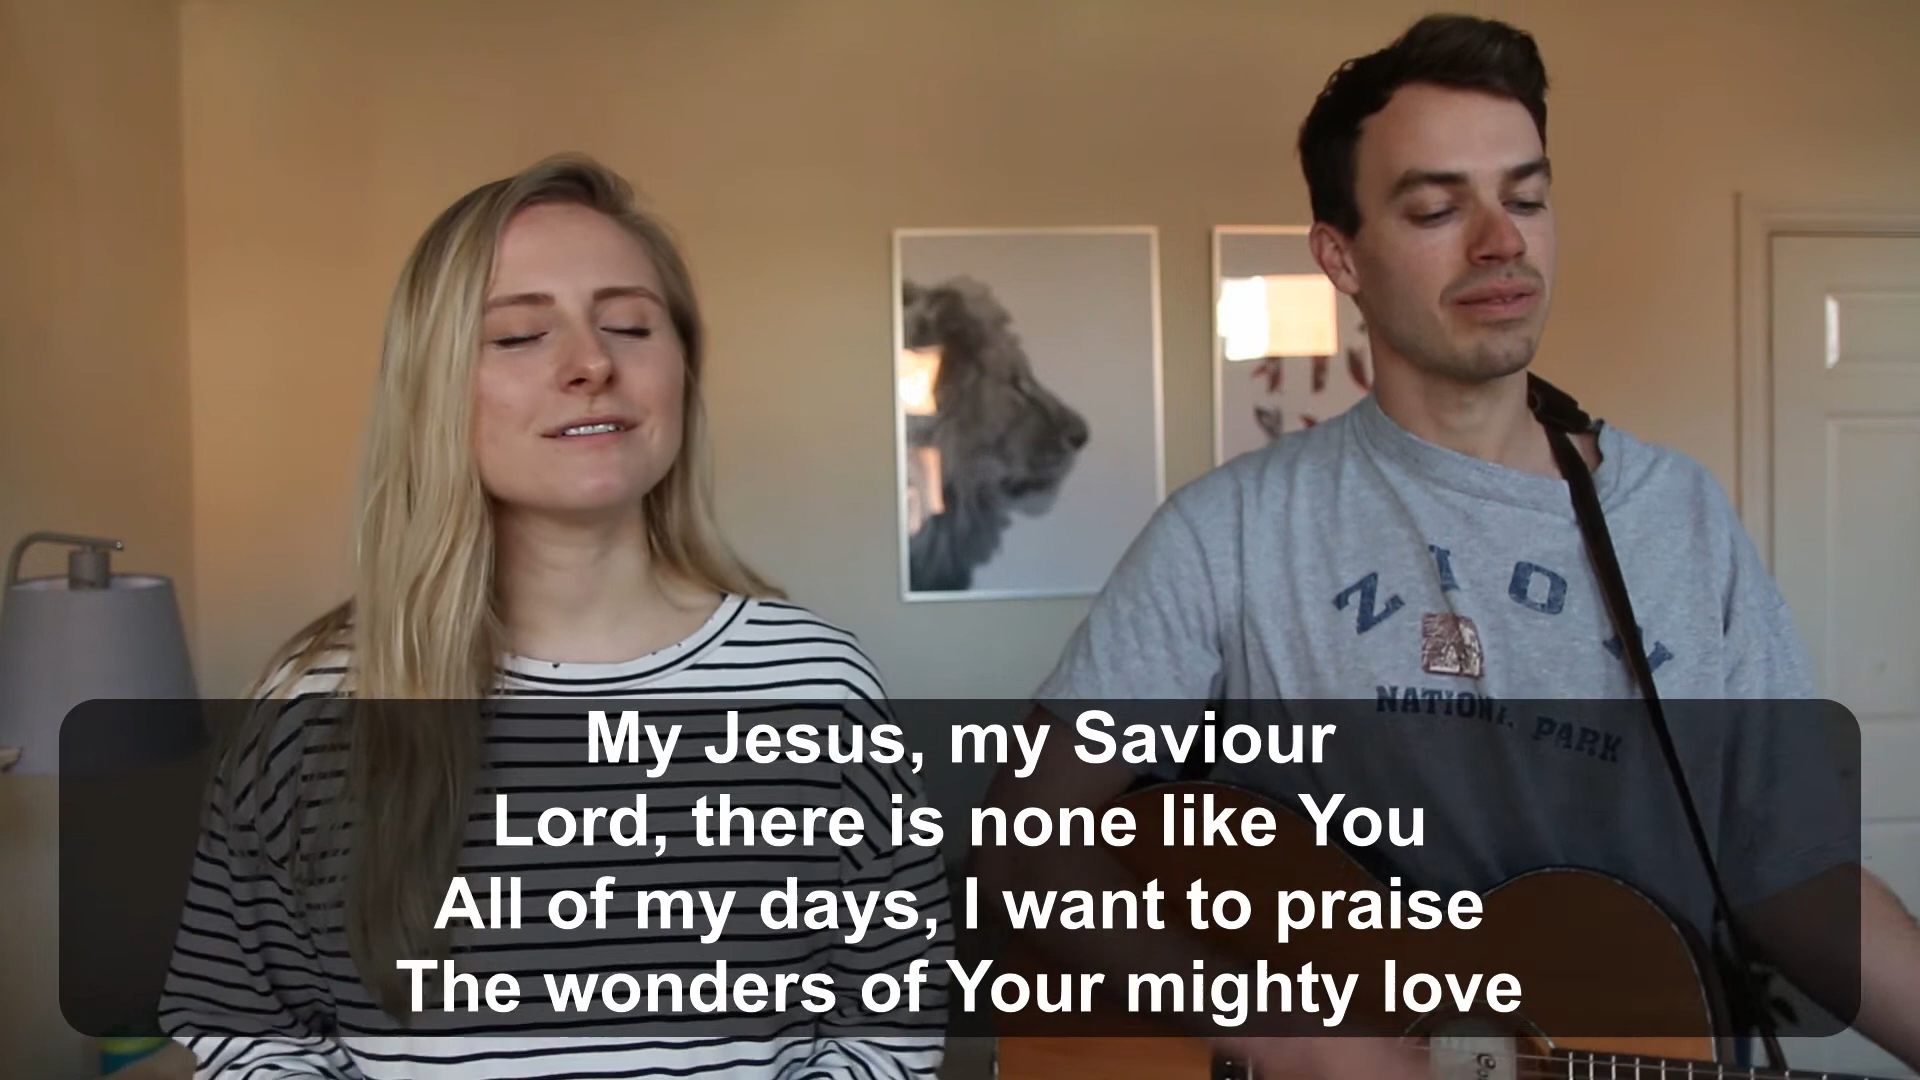 ZION
NATIONAL PARK
My Jesus, my Saviour
Lord, there is none like You
All of my days, I want to praise
The wonders of Your mighty love